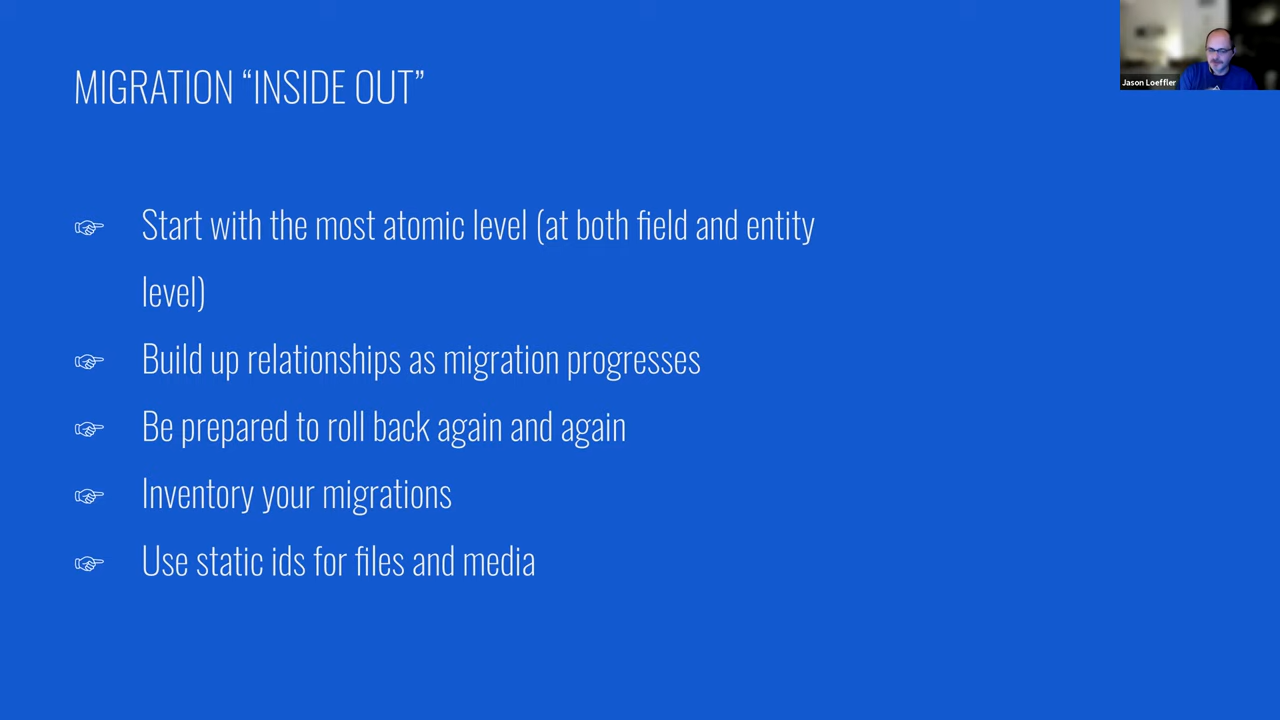 MIGRATION “INSIDE OUT”
Jason Loeffler
☞ Start with the most atomic level (at both field and entity
level)
☞ Build up relationships as migration progresses
☞ Be prepared to roll back again and again
☞ Inventory your migrations
☞ Use static ids for files and media